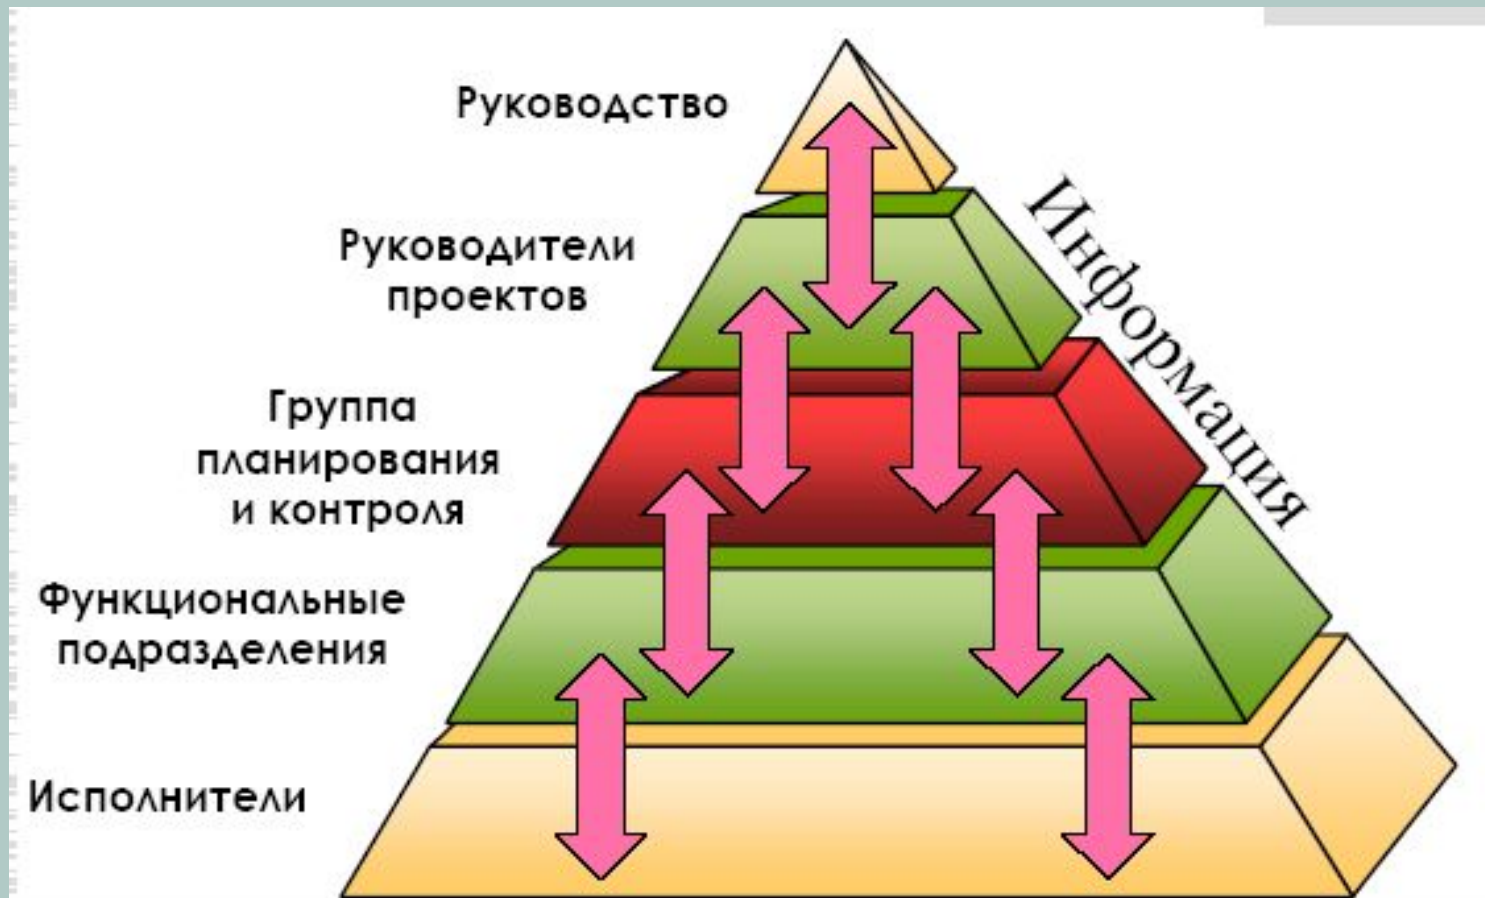 Руководство
Руководители
проектов
Группа
планирования
и контроля
Функциональные
подразделения
Исполнители
Информация